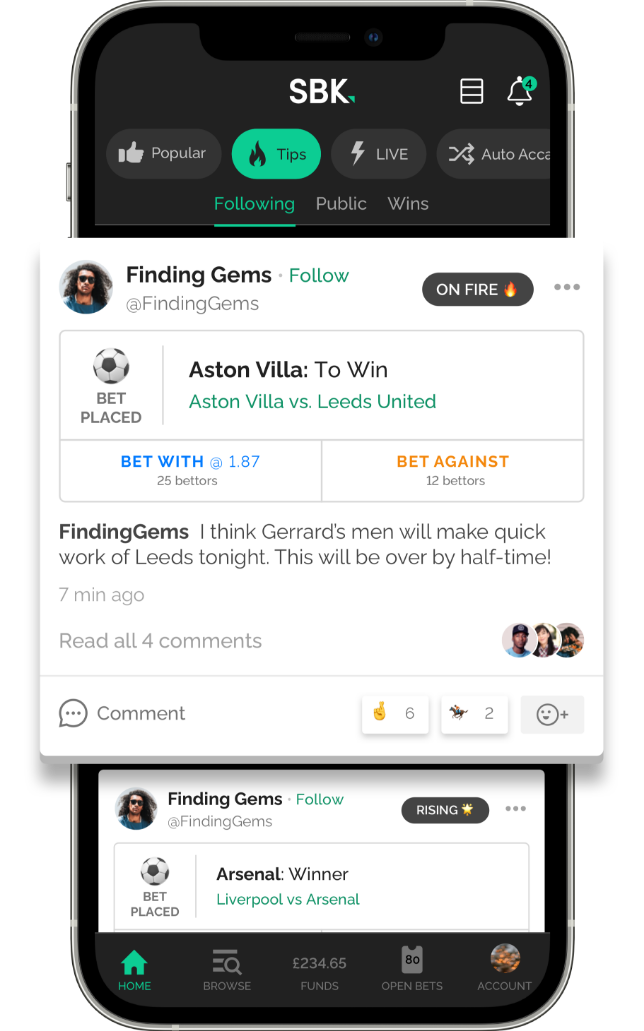 SBK
4
Popular
Tips
LIVE
Auto Acca
Following
Public
Wins
Finding Gems • Follow
@FindingGems
ON FIRE 🔥
BET
PLACED
Aston Villa: To Win
Aston Villa vs. Leeds United
BET WITH @ 1.87
25 bettors
BET AGAINST
12 bettors
FindingGems I think Gerrard’s men will make quick
work of Leeds tonight. This will be over by half-time!
7 min ago
Read all 4 comments
Comment
6
2
Finding Gems • Follow
@FindingGems
RISING 🌟
BET
PLACED
Arsenal: Winner
Liverpool vs Arsenal
HOME
BROWSE
£234.65
FUNDS
80
OPEN BETS
ACCOUNT